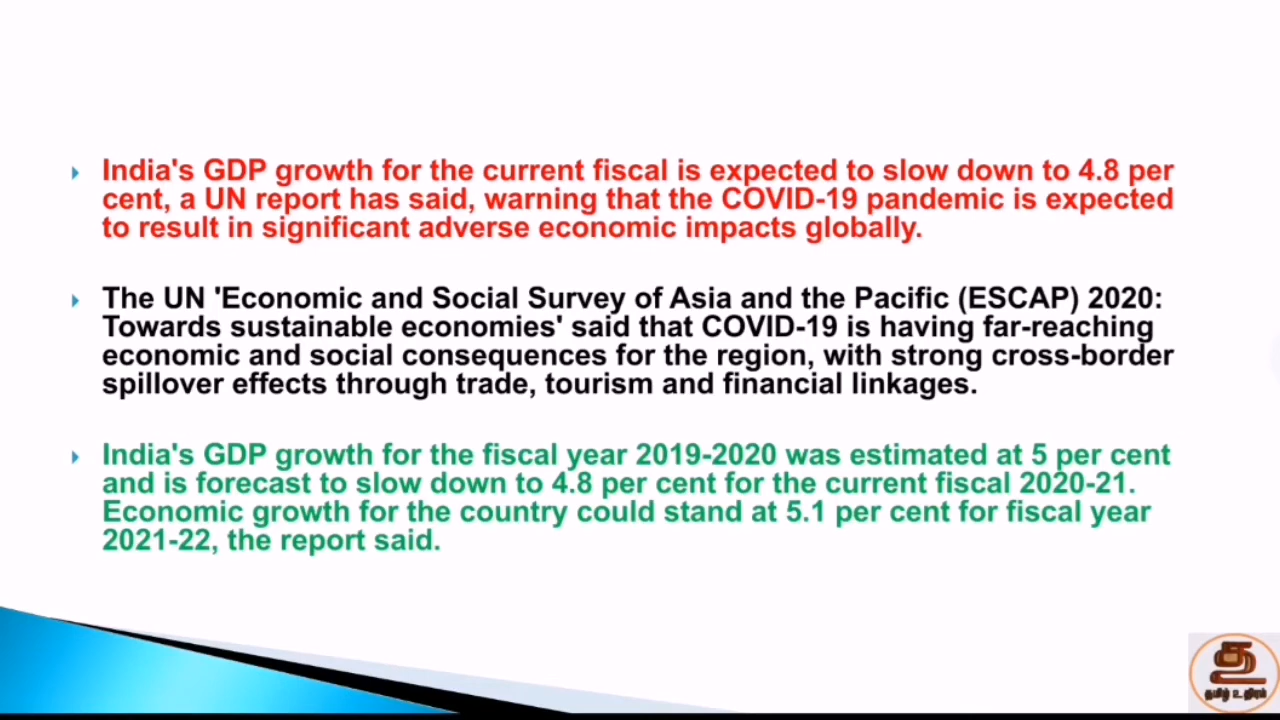 India's GDP growth for the current fiscal is expected to slow down to 4.8 per
cent, a UN report has said, warning that the COVID-19 pandemic is expected
to result in significant adverse economic impacts globally.
The UN 'Economic and Social Survey of Asia and the Pacific (ESCAP) 2020:
Towards sustainable economies' said that COVID-19 is having far-reaching
economic and social consequences for the region, with strong cross-border
spillover effects through trade, tourism and financial linkages.
India's GDP growth for the fiscal year 2019-2020 was estimated at 5 per cent
and is forecast to slow down to 4.8 per cent for the current fiscal 2020-21.
Economic growth for the country could stand at 5.1 per cent for fiscal year
2021-22, the report said.
த
தமிழ் உதிரம்